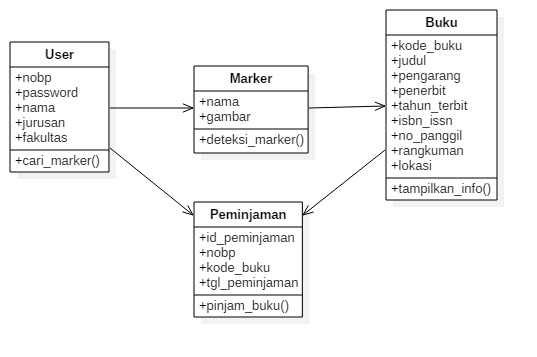 User
+nobp
+password
+nama
+jurusan
+fakultas
+cari_marker()
Marker
+nama
+gambar
+deteksi_marker()
Buku
+kode_buku
+judul
+pengarang
+penerbit
+tahun_terbit
+isbn_issn
+no_panggil
+rangkuman
+lokasi
+tampilkan_info()
Peminjaman
+id_peminjaman
+nobp
+kode_buku
+tgl_peminjaman
+pinjam_buku()